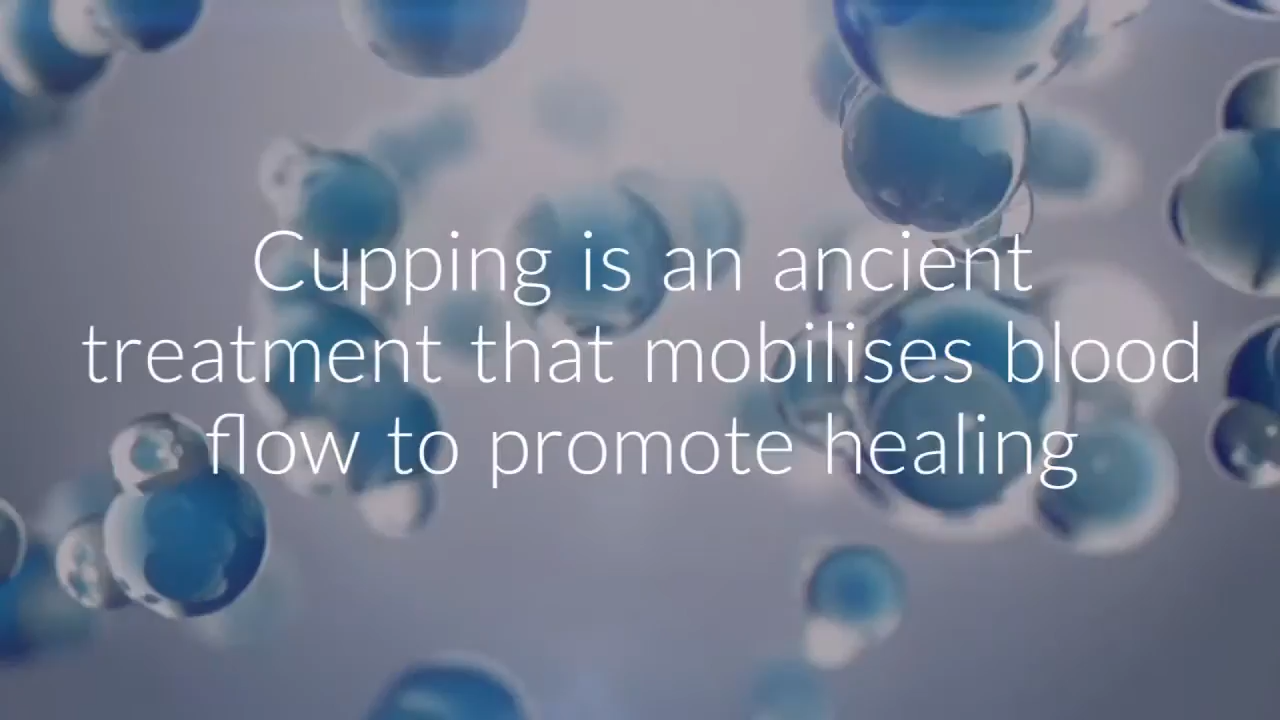 Cupping is an ancient
treatment that mobilises blood
flow to promote healing